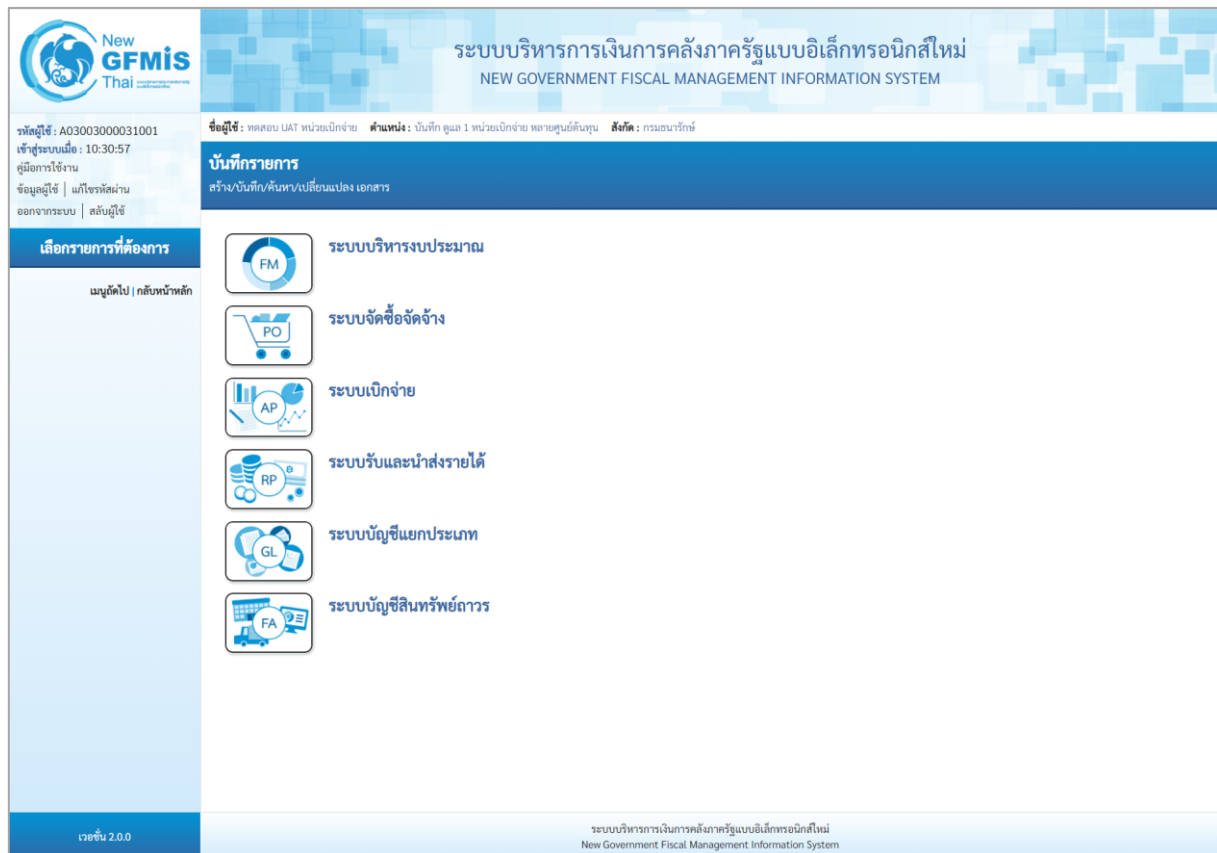 New
GFMIS
Thai
ระบบบริหารการเงินการคลังภาครัฐแบบอิเล็กทรอนิกส์ใหม่
NEW GOVERNMENT FISCAL MANAGEMENT INFORMATION SYSTEM
รหัสผู้ใช้ : A03003000031001
เข้าสู่ระบบเมื่อ : 10:30:57
คู่มือการใช้งาน
ข้อมูลผู้ใช้ | แก้ไขรหัสผ่าน
ออกจากระบบ | สลับผู้ใช้
ชื่อผู้ใช้ : ทดสอบ UAT หน่วยเบิกจ่าย ตำแหน่ง : บันทึก ดูแล 1 หน่วยเบิกจ่าย หลายศูนย์ต้นทุน สังกัด : กรมธนารักษ์
บันทึกรายการ
สร้าง/บันทึก/ค้นหา/เปลี่ยนแปลง เอกสาร
เลือกรายการที่ต้องการ
เมนูถัดไป | กลับหน้าหลัก
FM
ระบบบริหารงบประมาณ
PO
ระบบจัดซื้อจัดจ้าง
AP
ระบบเบิกจ่าย
RP
ระบบรับและนำส่งรายได้
GL
ระบบบัญชีแยกประเภท
FA
ระบบบัญชีสินทรัพย์ถาวร
เวอชั่น 2.0.0
ระบบบริหารการเงินการคลังภาครัฐแบบอิเล็กทรอนิกส์ใหม่
New Government Fiscal Management Information System